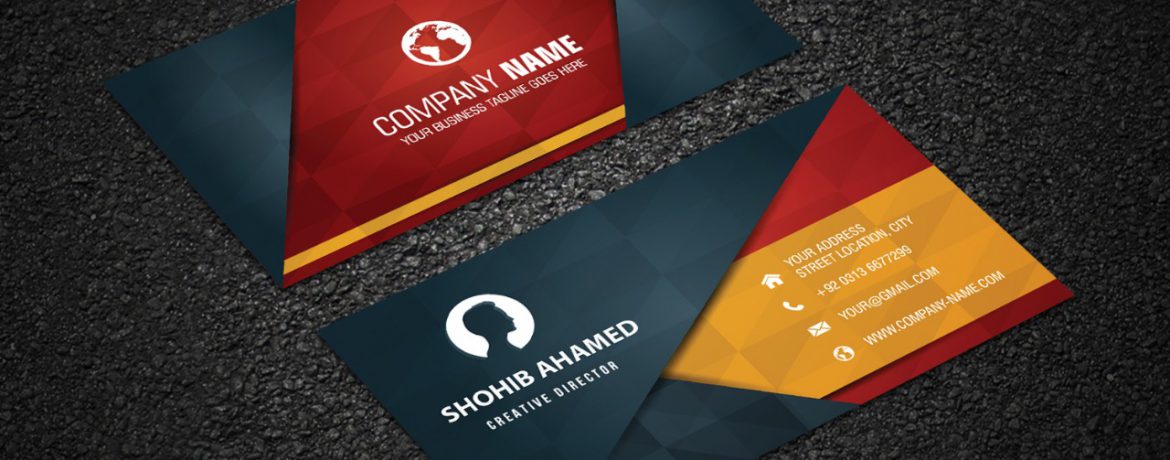 COMPANY NAME
YOUR BUSINESS TAGLINE GOES HERE
SHOHIB AHAMED
CREATIVE DIRECTOR
YOUR ADDRESS
STREET LOCATION, CITY
+ 92 0313 6677299
YOUR@GMAIL.COM
WWW.COMPANY-NAME.COM